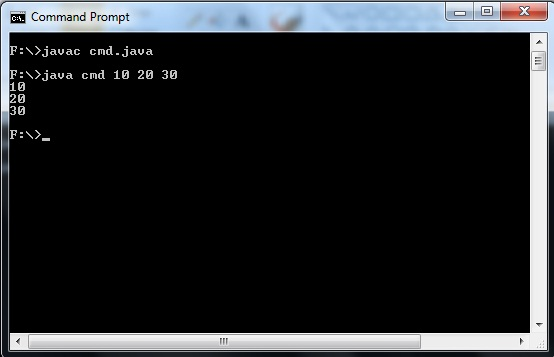 Command Prompt
F:\>javac cmd.java
F:\>java cmd 10 20 30
10
20
30
F:\>_